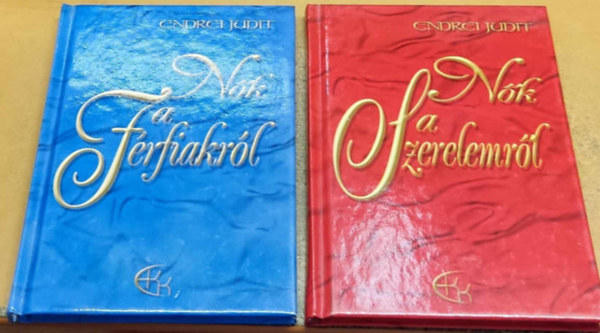 ENDREI JUDIT
Nők
a
Férfiakról
ENDREI JUDIT
Nők
a
Szerelemről